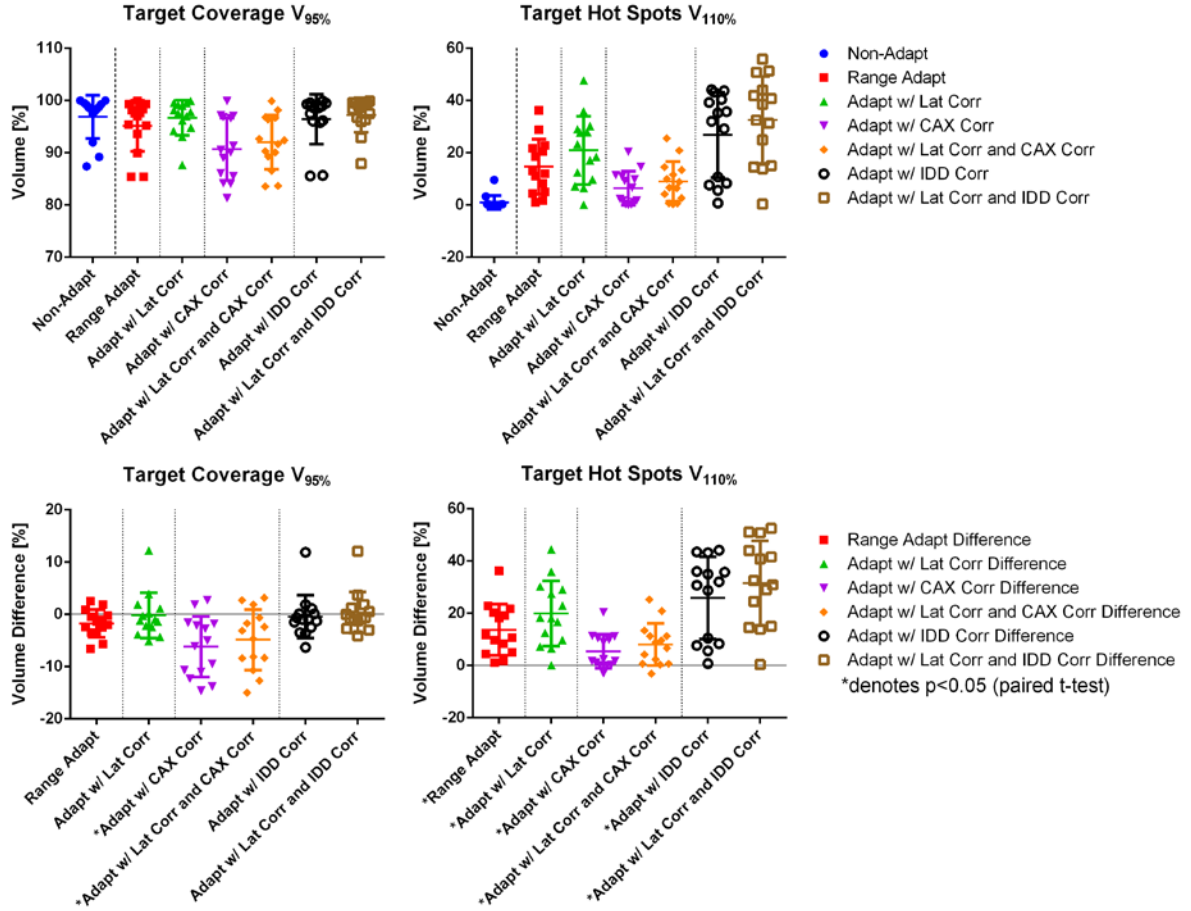 Target Coverage V95%
Volume [%]
110
100
90
80
70
Non-Adapt
Range Adapt
Adapt w/ Lat Corr
Adapt w/ CAX Corr
Adapt w/ Lat Corr and CAX Corr
Adapt w/ IDD Corr
Adapt w/ Lat Corr and IDD Corr
Target Hot Spots V110%
Volume [%]
60
40
20
0
-20
Non-Adapt
Range Adapt
Adapt w/ Lat Corr
Adapt w/ CAX Corr
Adapt w/ Lat Corr and CAX Corr
Adapt w/ IDD Corr
Adapt w/ Lat Corr and IDD Corr
Non-Adapt
Range Adapt
Adapt w/ Lat Corr
Adapt w/ CAX Corr
Adapt w/ Lat Corr and CAX Corr
Adapt w/ IDD Corr
Adapt w/ Lat Corr and IDD Corr
Target Coverage V95%
Volume Difference [%]
20
10
0
-10
-20
Range Adapt
Adapt w/ Lat Corr
*Adapt w/ CAX Corr
*Adapt w/ Lat Corr and CAX Corr
Adapt w/ IDD Corr
Adapt w/ Lat Corr and IDD Corr
Target Hot Spots V110%
Volume Difference [%]
60
40
20
0
-20
*Range Adapt
*Adapt w/ Lat Corr
*Adapt w/ CAX Corr
*Adapt w/ Lat Corr and CAX Corr
*Adapt w/ IDD Corr
*Adapt w/ Lat Corr and IDD Corr
Range Adapt Difference
Adapt w/ Lat Corr Difference
Adapt w/ CAX Corr Difference
Adapt w/ Lat Corr and CAX Corr Difference
Adapt w/ IDD Corr Difference
Adapt w/ Lat Corr and IDD Corr Difference
*denotes p<0.05 (paired t-test)